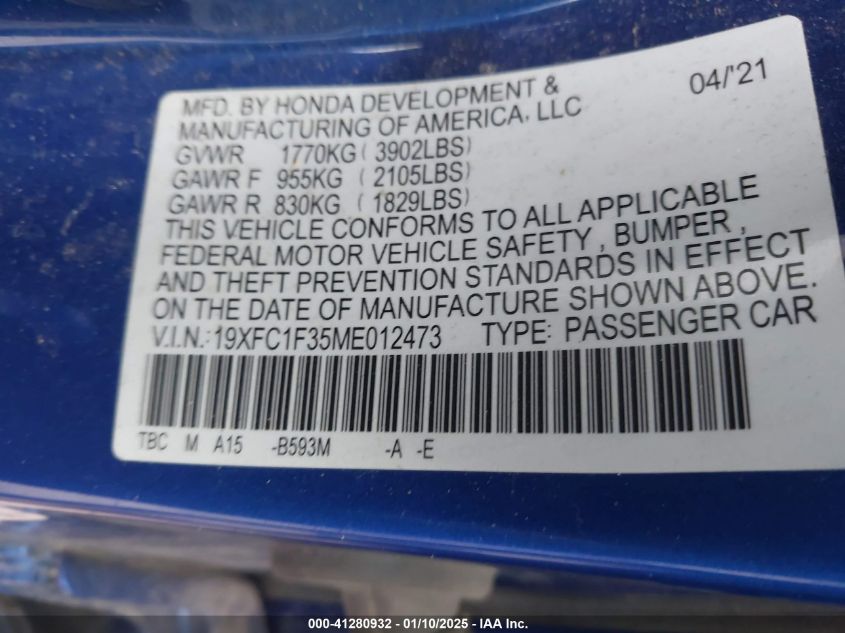 04/'21
MFD. BY HONDA DEVELOPMENT &
MANUFACTURING OF AMERICA, LLC
GVWR 1770KG ( 3902LBS)
GAWR F 955KG ( 2105LBS)
GAWR R 830KG ( 1829LBS)
THIS VEHICLE CONFORMS TO ALL APPLICABLE
FEDERAL MOTOR VEHICLE SAFETY , BUMPER ,
AND THEFT PREVENTION STANDARDS IN EFFECT
ON THE DATE OF MANUFACTURE SHOWN ABOVE.
V.I.N.: 19XFC1F35ME012473 TYPE: PASSENGER CAR
TBC M A15 -B593M -A -E
000-41280932 - 01/10/2025 - IAA Inc.